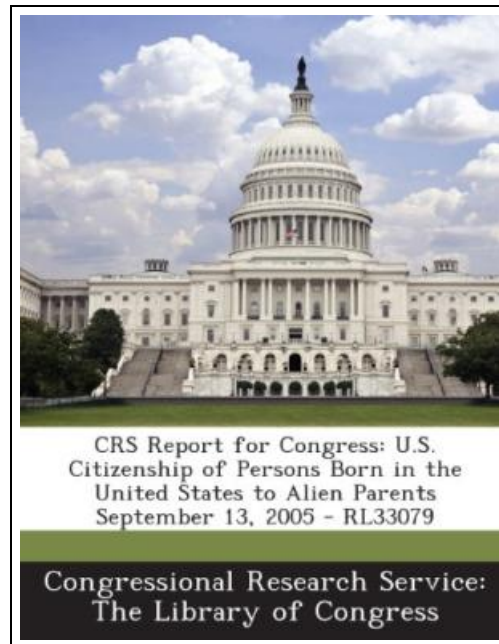 CRS Report for Congress: U.S.
Citizenship of Persons Born in the
United States to Alien Parents
September 13, 2005 - RL33079
Congressional Research Service:
The Library of Congress